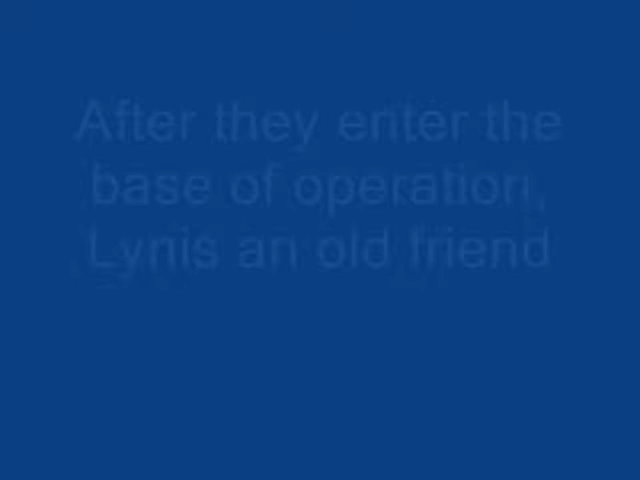 After they enter the
base of operation,
Lynis an old friend